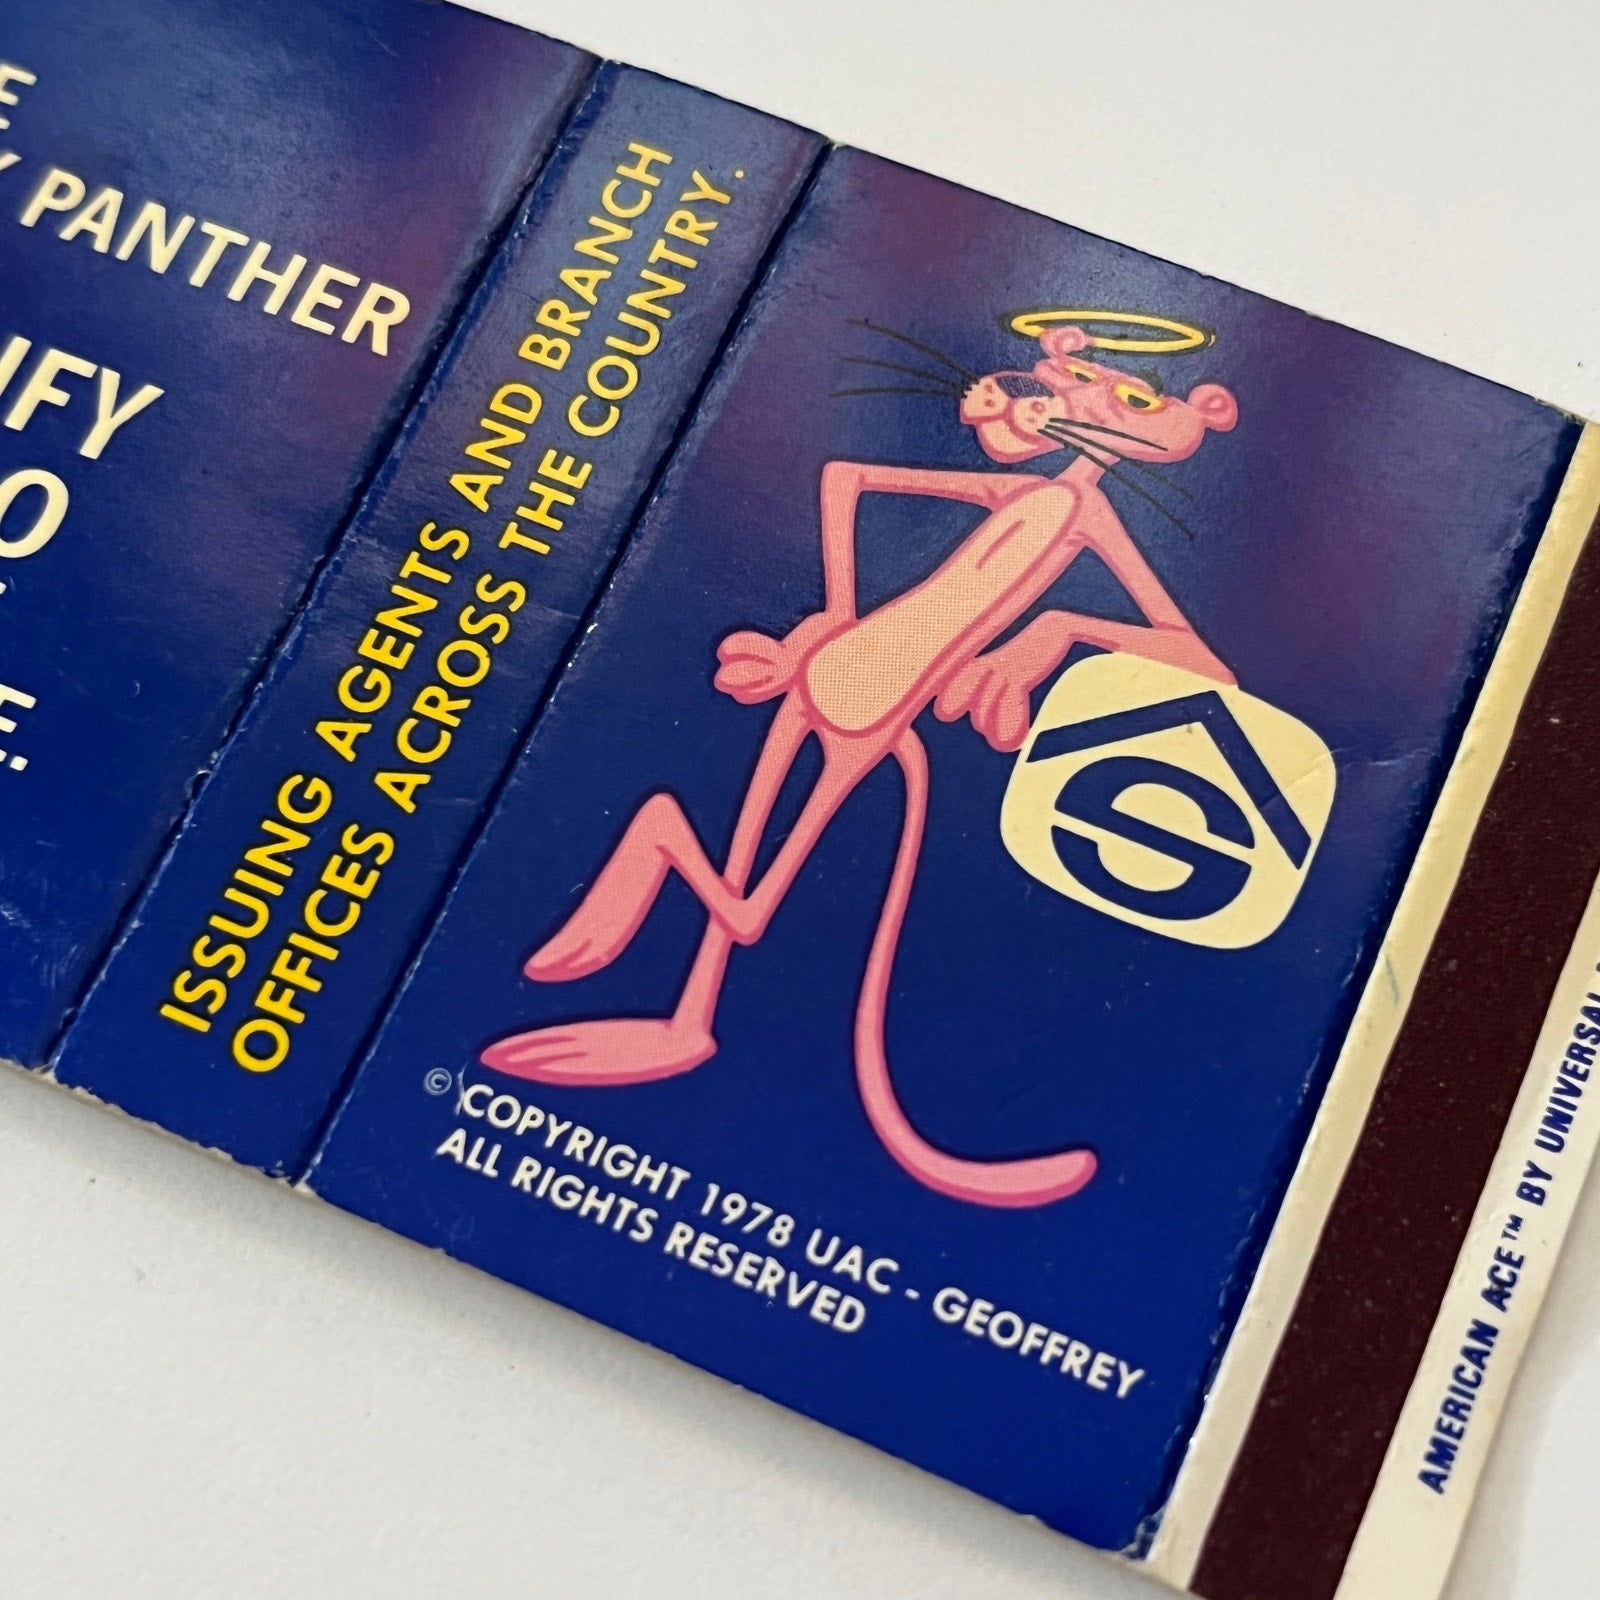 PANTHER
ISSUING AGENTS AND BRANCH
OFFICES ACROSS THE COUNTRY.
S
© COPYRIGHT 1978 UAC - GEOFFREY
ALL RIGHTS RESERVED
AMERICAN ACE™ BY UNIVERSAL